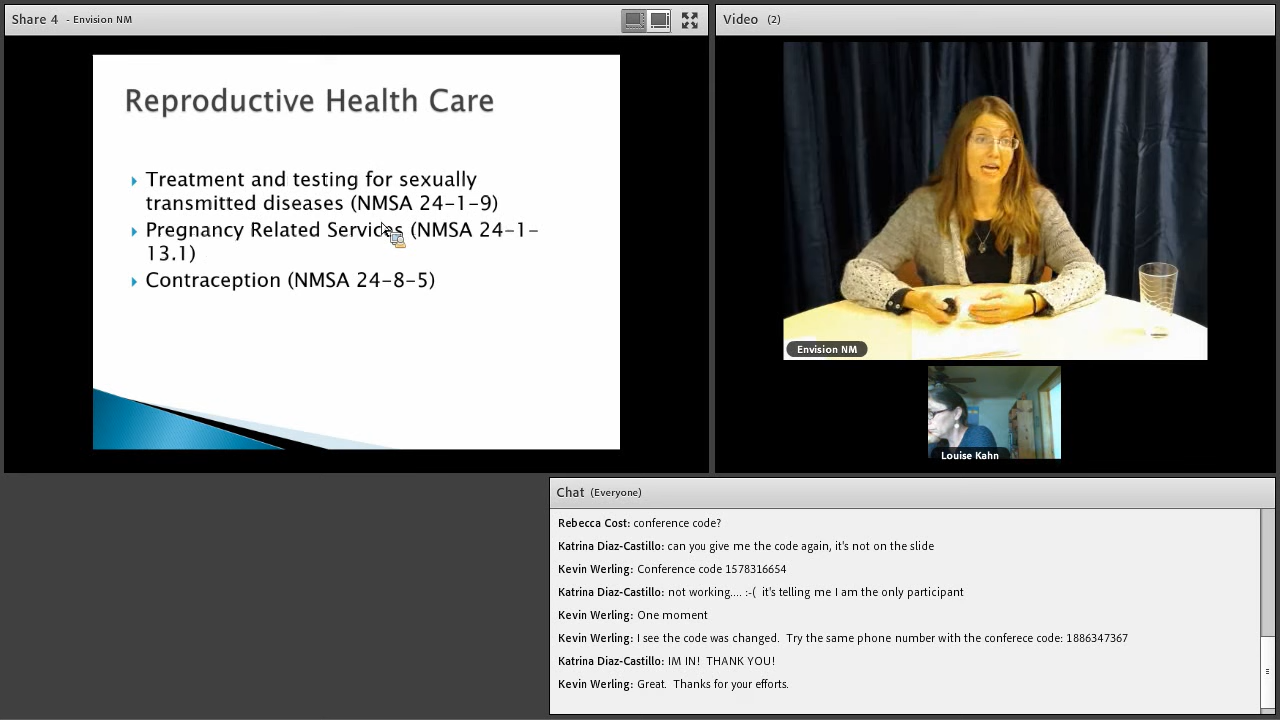 Share 4 - Envision NM
Reproductive Health Care
Treatment and testing for sexually
transmitted diseases (NMSA 24-1-9)
Pregnancy Related Services (NMSA 24-1-
13.1)
Contraception (NMSA 24-8-5)
Video (2)
Envision NM
Louise Kahn
Chat (Everyone)
Rebecca Cost: conference code?
Katrina Diaz-Castillo: can you give me the code again, it's not on the slide
Kevin Werling: Conference code 1578316654
Katrina Diaz-Castillo: not working.... :-( it's telling me I am the only participant
Kevin Werling: One moment
Kevin Werling: I see the code was changed. Try the same phone number with the conferece code: 1886347367
Katrina Diaz-Castillo: IM IN! THANK YOU!
Kevin Werling: Great. Thanks for your efforts.